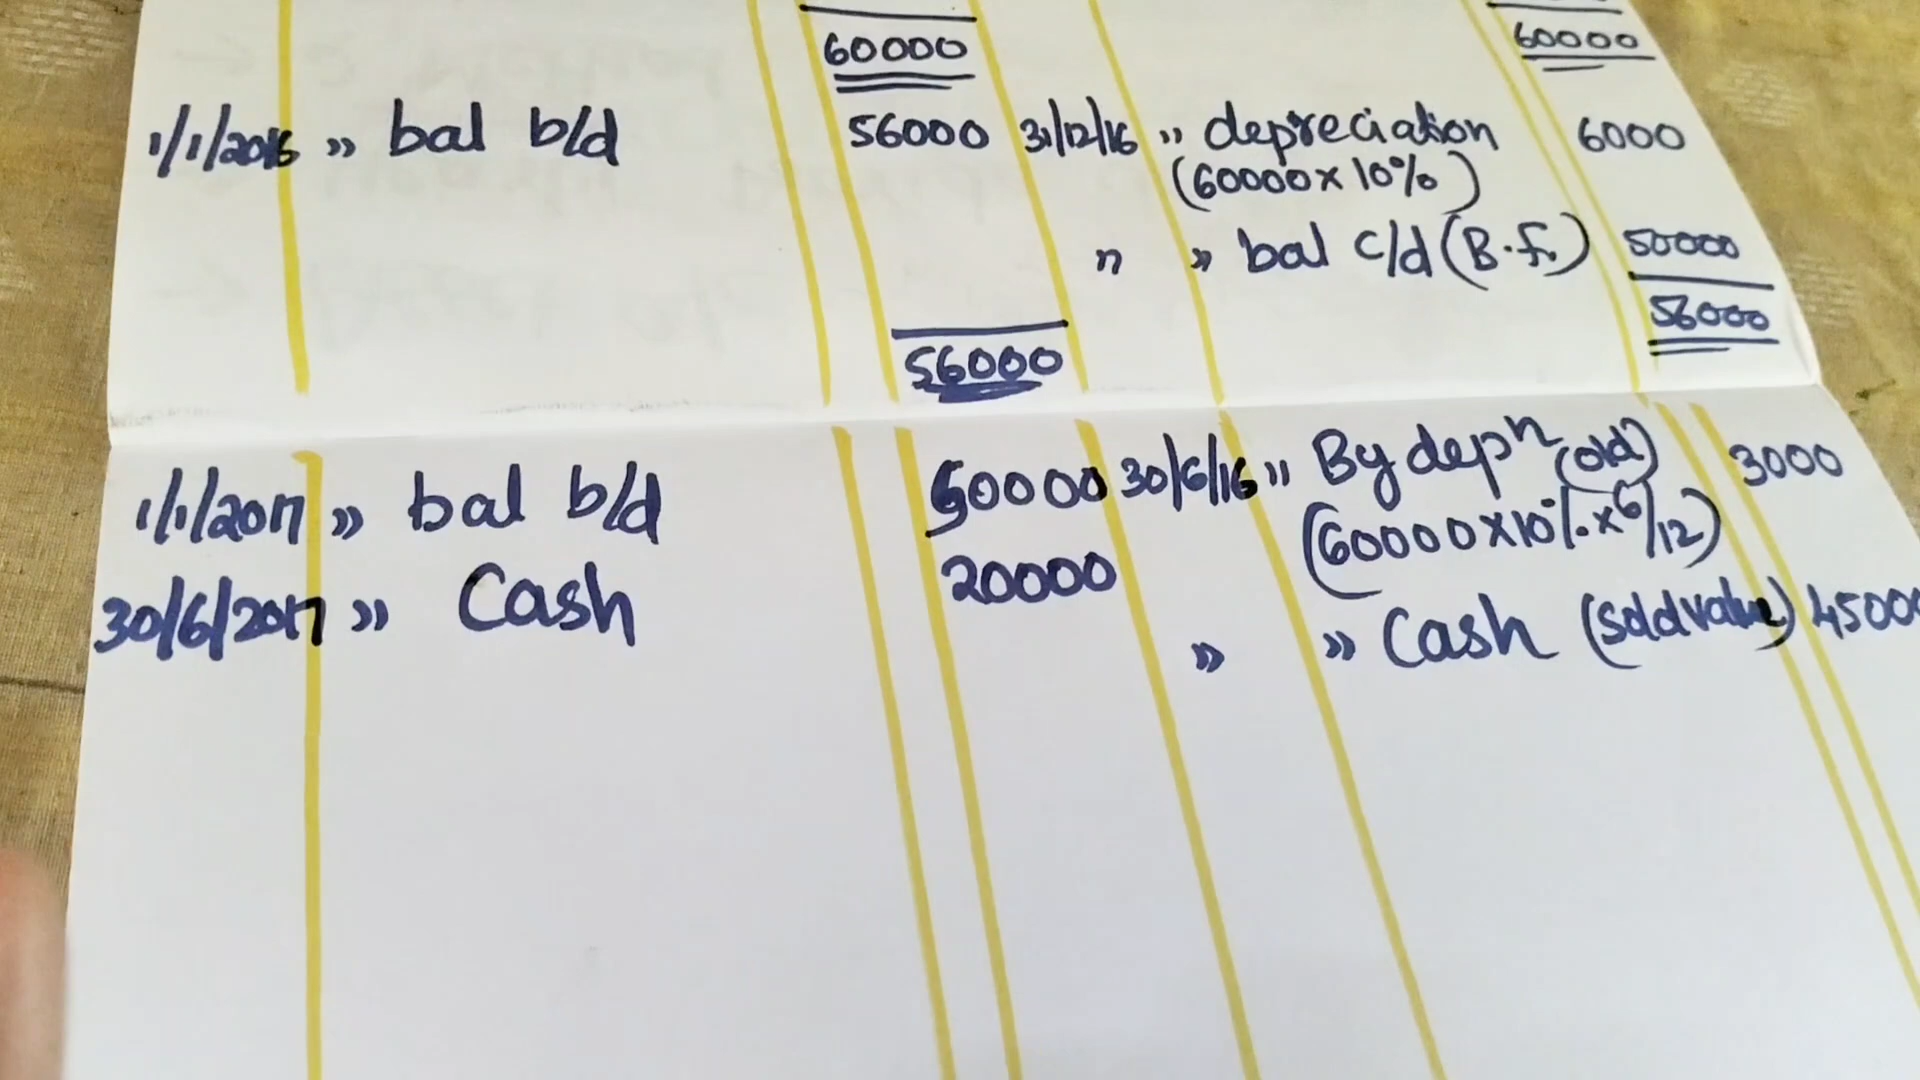 60000 60000
1/1/2016 " bal b/d 56000 31/12/16 " depreciation 6000
(60000 x 10%)
" " bal c/d (B.f.) 50000
56000 56000
1/1/2017 " bal b/d 50000 30/6/16 " By depn (old) 3000
(60000 x 10% x 6/12)
30/6/2017 " Cash 20000
" " Cash (sold value) 45000